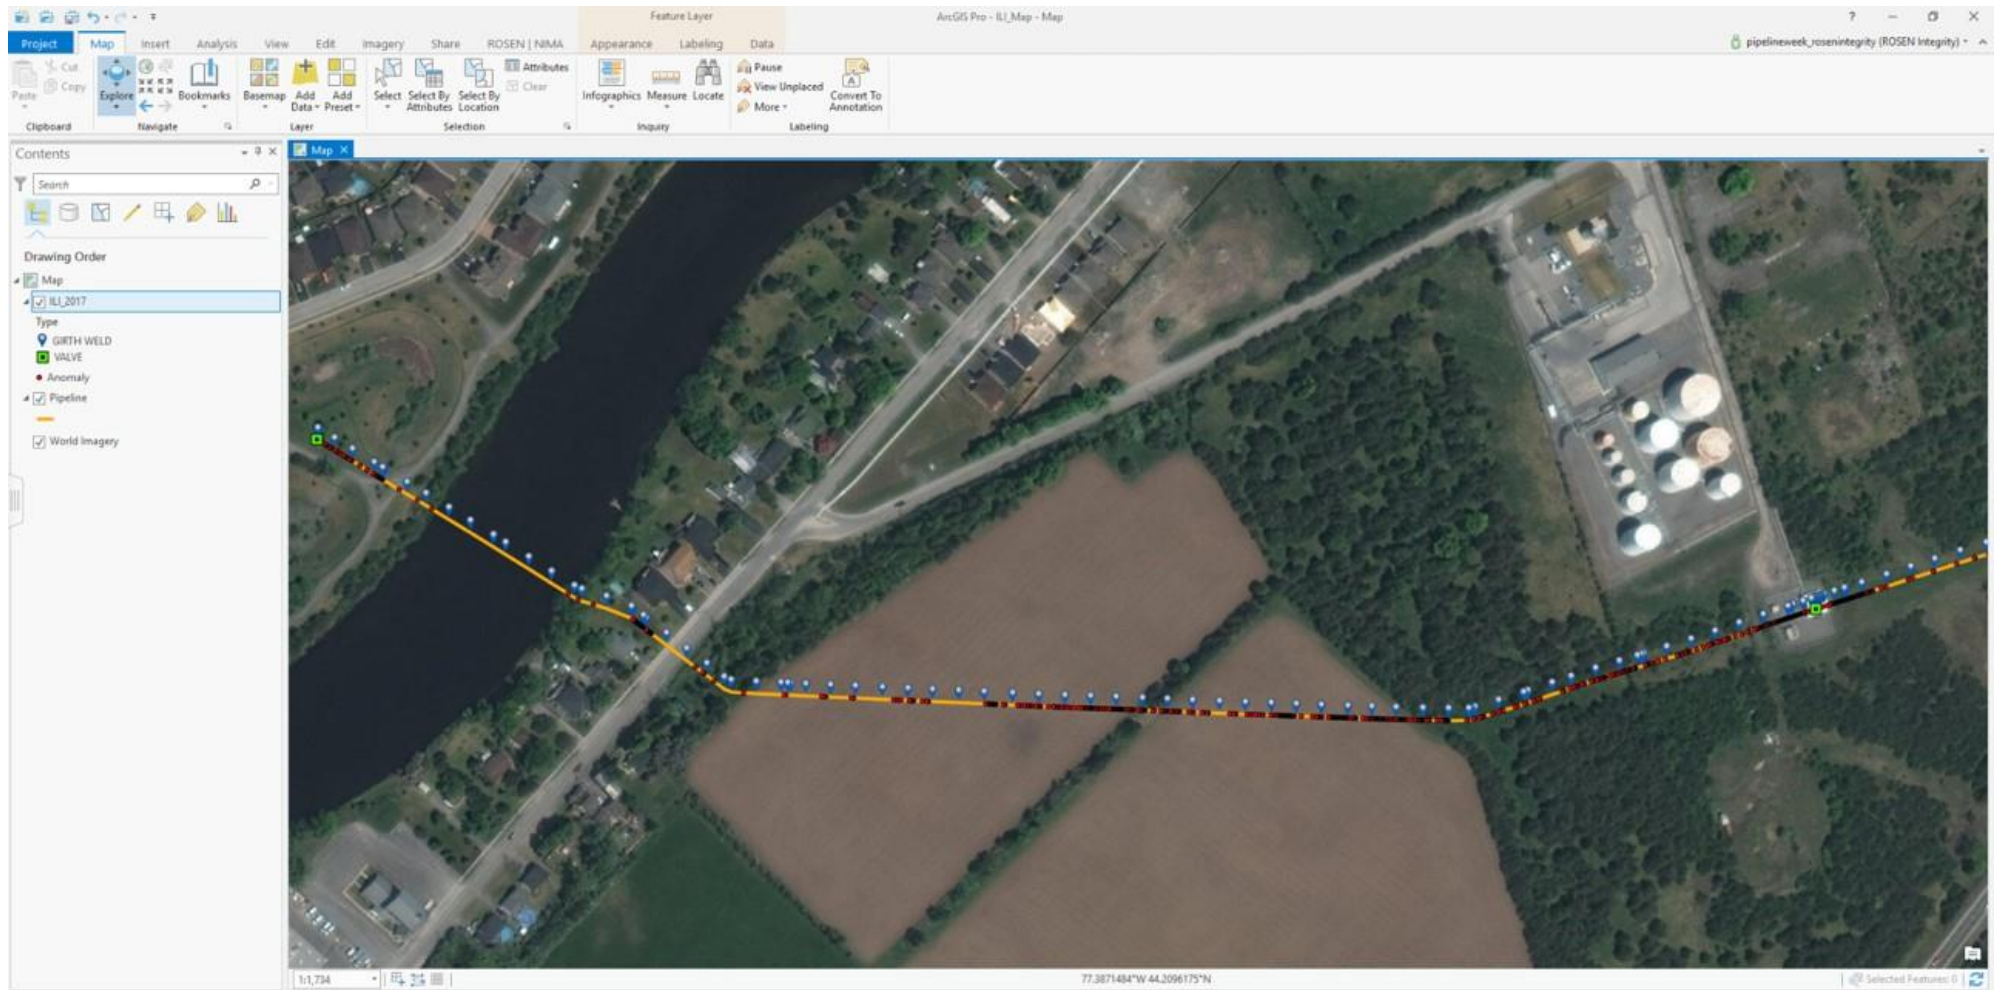 Feature Layer
ArcGIS Pro - ILI_Map - Map
?
Project Map Insert Analysis View Edit Imagery Share ROSEN | NIMA Appearance Labeling Data
pipelineweek_rosenintegrity (ROSEN Integrity)
Cut
Copy
Paste
Explore
Bookmarks
Basemap
Add Data
Add Preset
Select
Select By Attributes
Select By Location
Attributes
Clear
Infographics
Measure
Locate
Pause
View Unplaced
More
Convert To Annotation
Clipboard Navigate Layer Selection Inquiry Labeling
Contents
Map
Search
Drawing Order
Map
ILI_2017
Type
GIRTH WELD
VALVE
Anomaly
Pipeline
World Imagery
1:1,734
77.3871484°W 44.2096175°N
Selected Features: 0